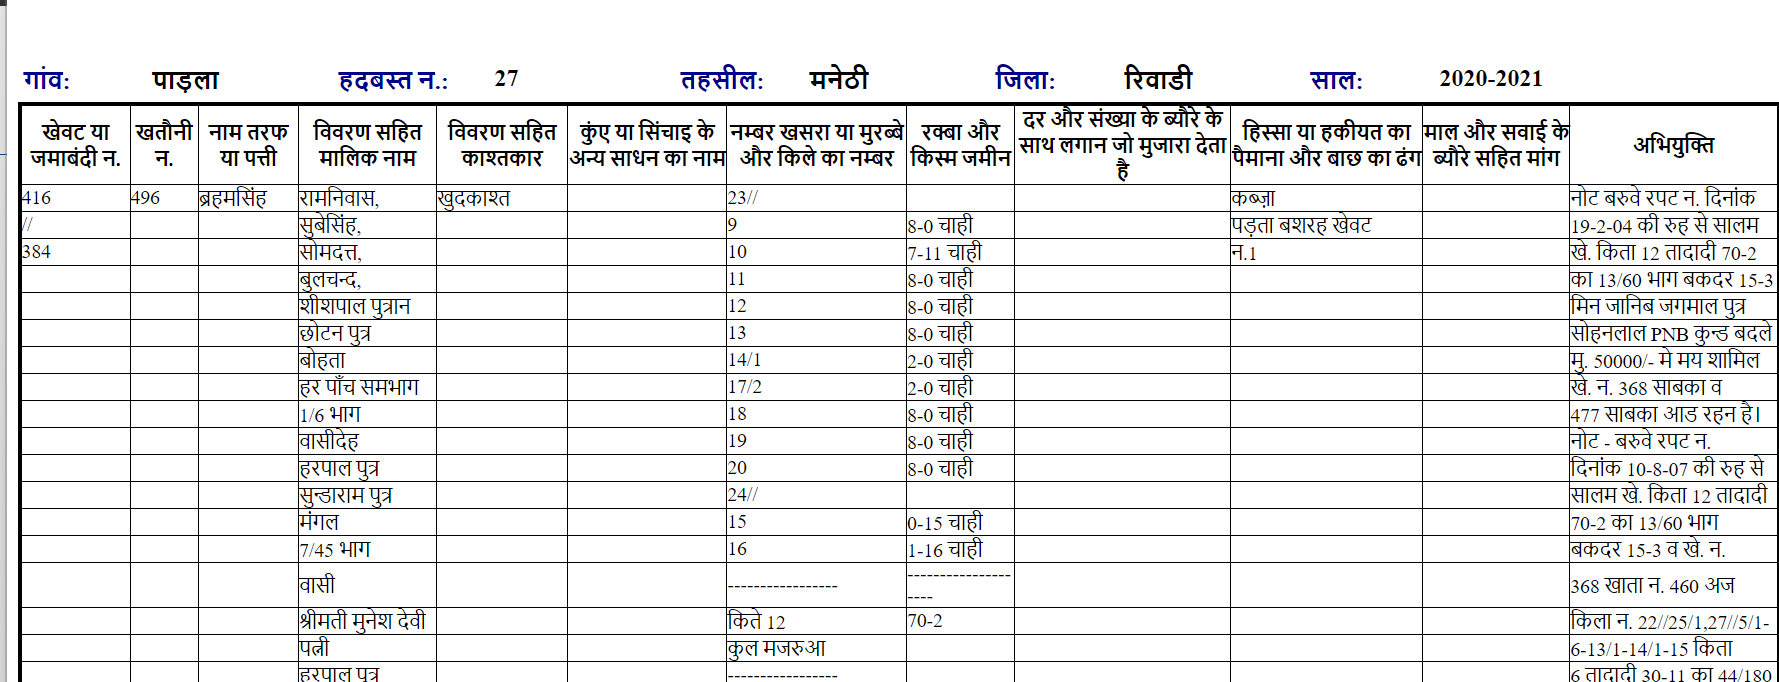 गांव: पाड़ला हदबस्त न.: 27 तहसील: मनेठी जिला: रिवाडी साल: 2020-2021
खेवट या जमाबंदी न. खतौनी न. नाम तरफ या पत्ती विवरण सहित मालिक नाम विवरण सहित काश्तकार कुंए या सिंचाइ के अन्य साधन का नाम नम्बर खसरा या मुरब्बे और किले का नम्बर रक्बा और किस्म जमीन दर और संख्या के ब्यौरे के साथ लगान जो मुजारा देता है हिस्सा या हकीयत का पैमाना और बाछ का ढंग माल और सवाई के ब्यौरे सहित मांग अभियुक्ति
416 496 ब्रहमसिंह रामनिवास, खुदकाश्त 23// कब्ज़ा नोट बरुवे रपट न. दिनांक
// सुबेसिंह, 9 8-0 चाही पड़ता बशरह खेवट 19-2-04 की रुह से सालम
384 सोमदत्त, 10 7-11 चाही न.1 खे. किता 12 तादादी 70-2
बुलचन्द, 11 8-0 चाही का 13/60 भाग बकदर 15-3
शीशपाल पुत्रान 12 8-0 चाही मिन जानिब जगमाल पुत्र
छोटन पुत्र 13 8-0 चाही सोहनलाल PNB कुन्ड बदले
बोहता 14/1 2-0 चाही मु. 50000/- मे मय शामिल
हर पाँच समभाग 17/2 2-0 चाही खे. न. 368 साबका व
1/6 भाग 18 8-0 चाही 477 साबका आड रहन है।
वासीदेह 19 8-0 चाही नोट - बरुवे रपट न.
हरपाल पुत्र 20 8-0 चाही दिनांक 10-8-07 की रुह से
सुन्डाराम पुत्र 24// सालम खे. किता 12 तादादी
मंगल 15 0-15 चाही 70-2 का 13/60 भाग
7/45 भाग 16 1-16 चाही बकदर 15-3 व खे. न.
वासी ----------------- -------------------- 368 खाता न. 460 अज
श्रीमती मुनेश देवी किते 12 70-2 किला न. 22//25/1,27//5/1-
पत्नी कुल मजरुआ 6-13/1-14/1-15 किता
हरपाल पुत्र ----------------- 6 तादादी 30-11 का 44/180